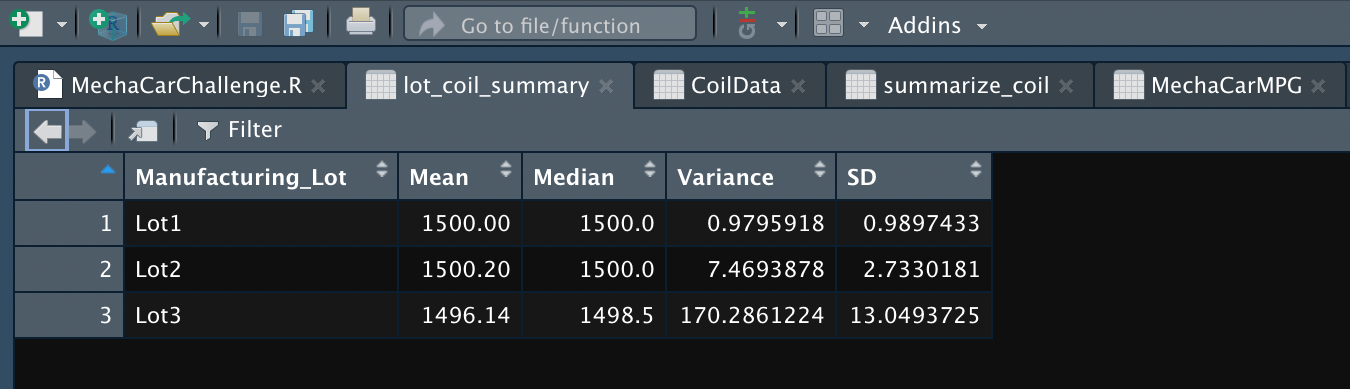 Go to file/function Addins
MechaCarChallenge.R lot_coil_summary CoilData summarize_coil MechaCarMPG
Filter
Manufacturing_Lot Mean Median Variance SD
1 Lot1 1500.00 1500.0 0.9795918 0.9897433
2 Lot2 1500.20 1500.0 7.4693878 2.7330181
3 Lot3 1496.14 1498.5 170.2861224 13.0493725